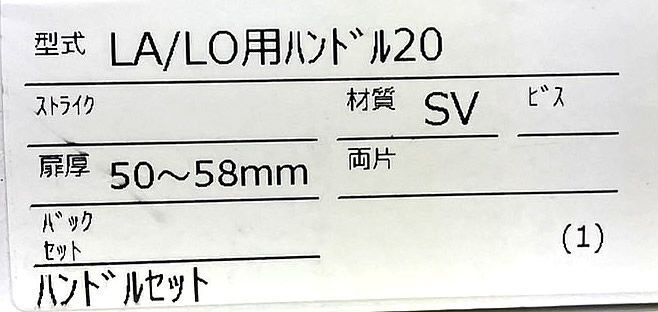 型式 LA/LO用ﾊﾝﾄﾞﾙ20
ｽﾄﾗｲｸ 材質 SV ﾋﾞｽ
扉厚 50～58mm 両片
ﾊﾞｯｸ
ｾｯﾄ (1)
ﾊﾝﾄﾞﾙｾｯﾄ